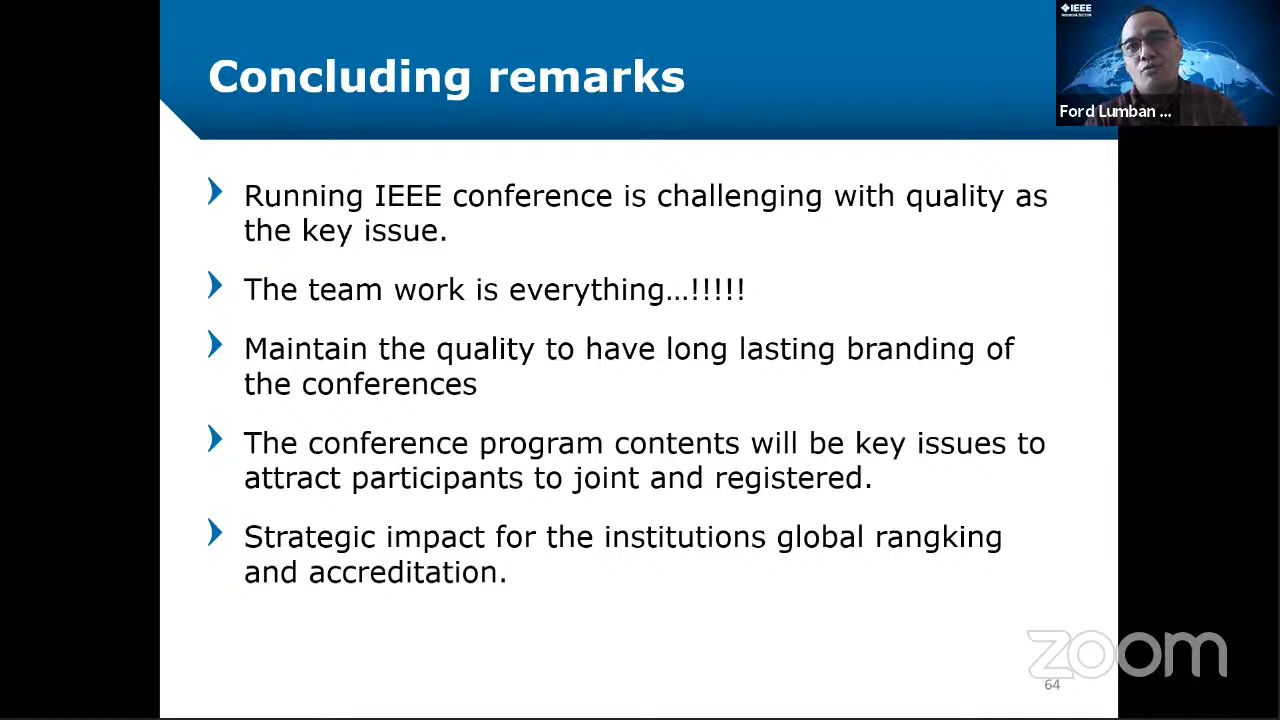 IEEE
INDONESIA SECTION
Concluding remarks
Ford Lumban ...
Running IEEE conference is challenging with quality as
the key issue.
The team work is everything…!!!!!
Maintain the quality to have long lasting branding of
the conferences
The conference program contents will be key issues to
attract participants to joint and registered.
Strategic impact for the institutions global rangking
and accreditation.
zoom
64